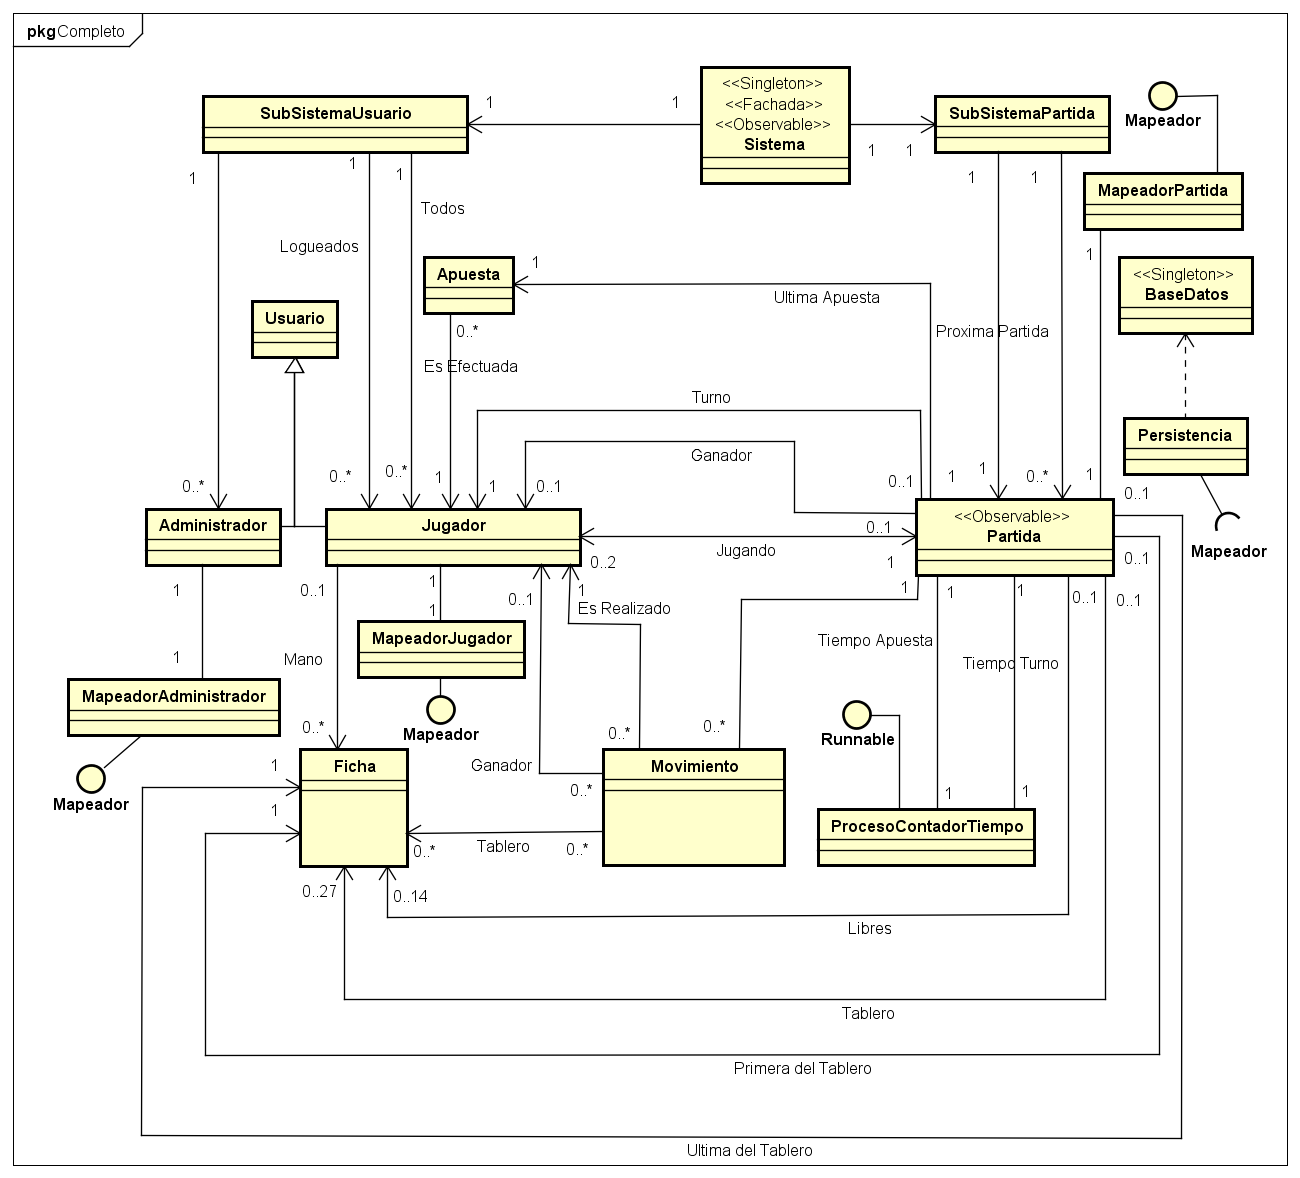 pkg Completo
<<Singleton>>
<<Fachada>>
<<Observable>>
Sistema
SubSistemaUsuario
1
1
SubSistemaPartida
1
1
Mapeador
MapeadorPartida
1
1
1
1
1
Todos
Logueados
1
<<Singleton>>
BaseDatos
Apuesta
1
Ultima Apuesta
Usuario
0..*
Proxima Partida
Es Efectuada
Turno
Persistencia
Ganador
0..*
0..*
0..*
1
1
0..1
0..1
1
1
0..*
1
0..1
Administrador
Jugador
<<Observable>>
Partida
0..1
Jugando
0..2
1
0..1
Mapeador
1
0..1
1
1
0..1
1
Es Realizado
1
1
1
0..1
0..1
MapeadorJugador
Tiempo Apuesta
Mano
1
Tiempo Turno
MapeadorAdministrador
Mapeador
0..*
0..*
0..*
Runnable
1
Ficha
Ganador
Movimiento
0..*
1
1
Mapeador
1
ProcesoContadorTiempo
Tablero
0..*
0..*
0..27
0..14
Libres
Tablero
Primera del Tablero
Ultima del Tablero